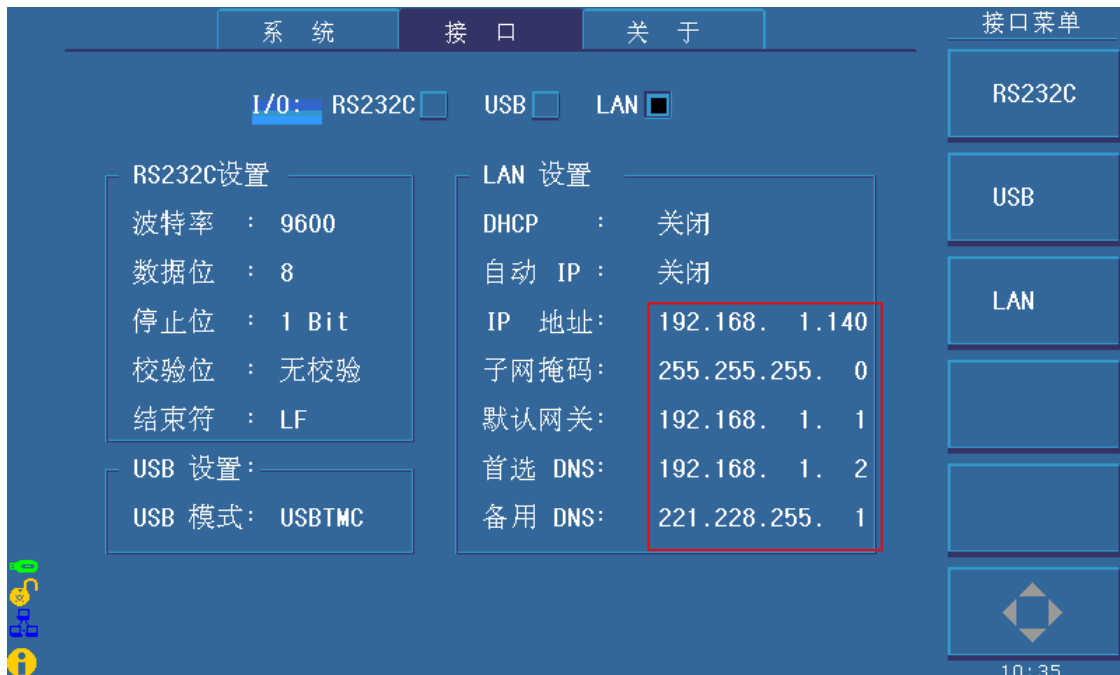 系 统 接 口 关 于 接口菜单
I/O: RS232C USB LAN
RS232C
USB
LAN
RS232C设置
波特率 : 9600
数据位 : 8
停止位 : 1 Bit
校验位 : 无校验
结束符 : LF
USB 设置:
USB 模式: USBTMC
LAN 设置
DHCP : 关闭
自动 IP : 关闭
IP 地址: 192.168. 1.140
子网掩码: 255.255.255. 0
默认网关: 192.168. 1. 1
首选 DNS: 192.168. 1. 2
备用 DNS: 221.228.255. 1
10:35